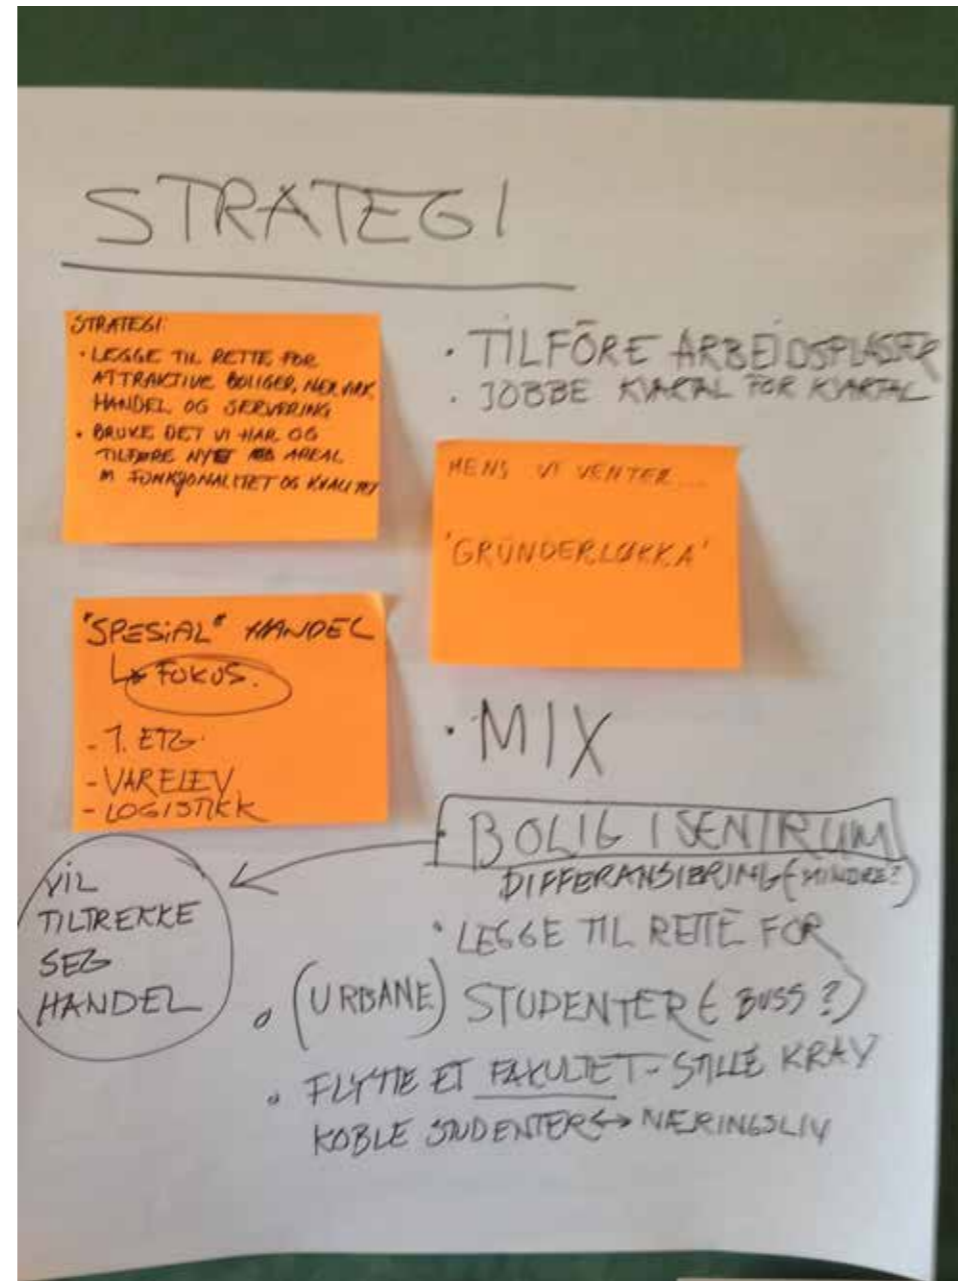 STRATEGI
STRATEGI:
• LEGGE TIL RETTE FOR
ATTRAKTIVE BOLIGER,
HANDEL OG SERVERING
• BRUKE DET VI HAR OG
TILFØRE NYTT AREAL
M FUNKSJONALITET OG KVALITET
• TILFÖRE ARBEIDSPLASSER
• JOBBE KVARTAL FOR KVARTAL
MENS VI VENTER...
'GRÜNDERLØKKA'
"SPESIAL" HANDEL
↳ FOKUS.
- 1. ETG.
- VARELEV
- LOGISTIKK
• MIX
• BOLIG I SENTRUM
DIFFERANSIERING (MINDRE?)
VIL
TILTREKKE
SEG
HANDEL
• LEGGE TIL RETTE FOR
• (URBANE) STUDENTER (BUSS?)
• FLYTTE ET FAKULTET - STILLE KRAV
KOBLE STUDENTER ↔ NÆRINGSLIV